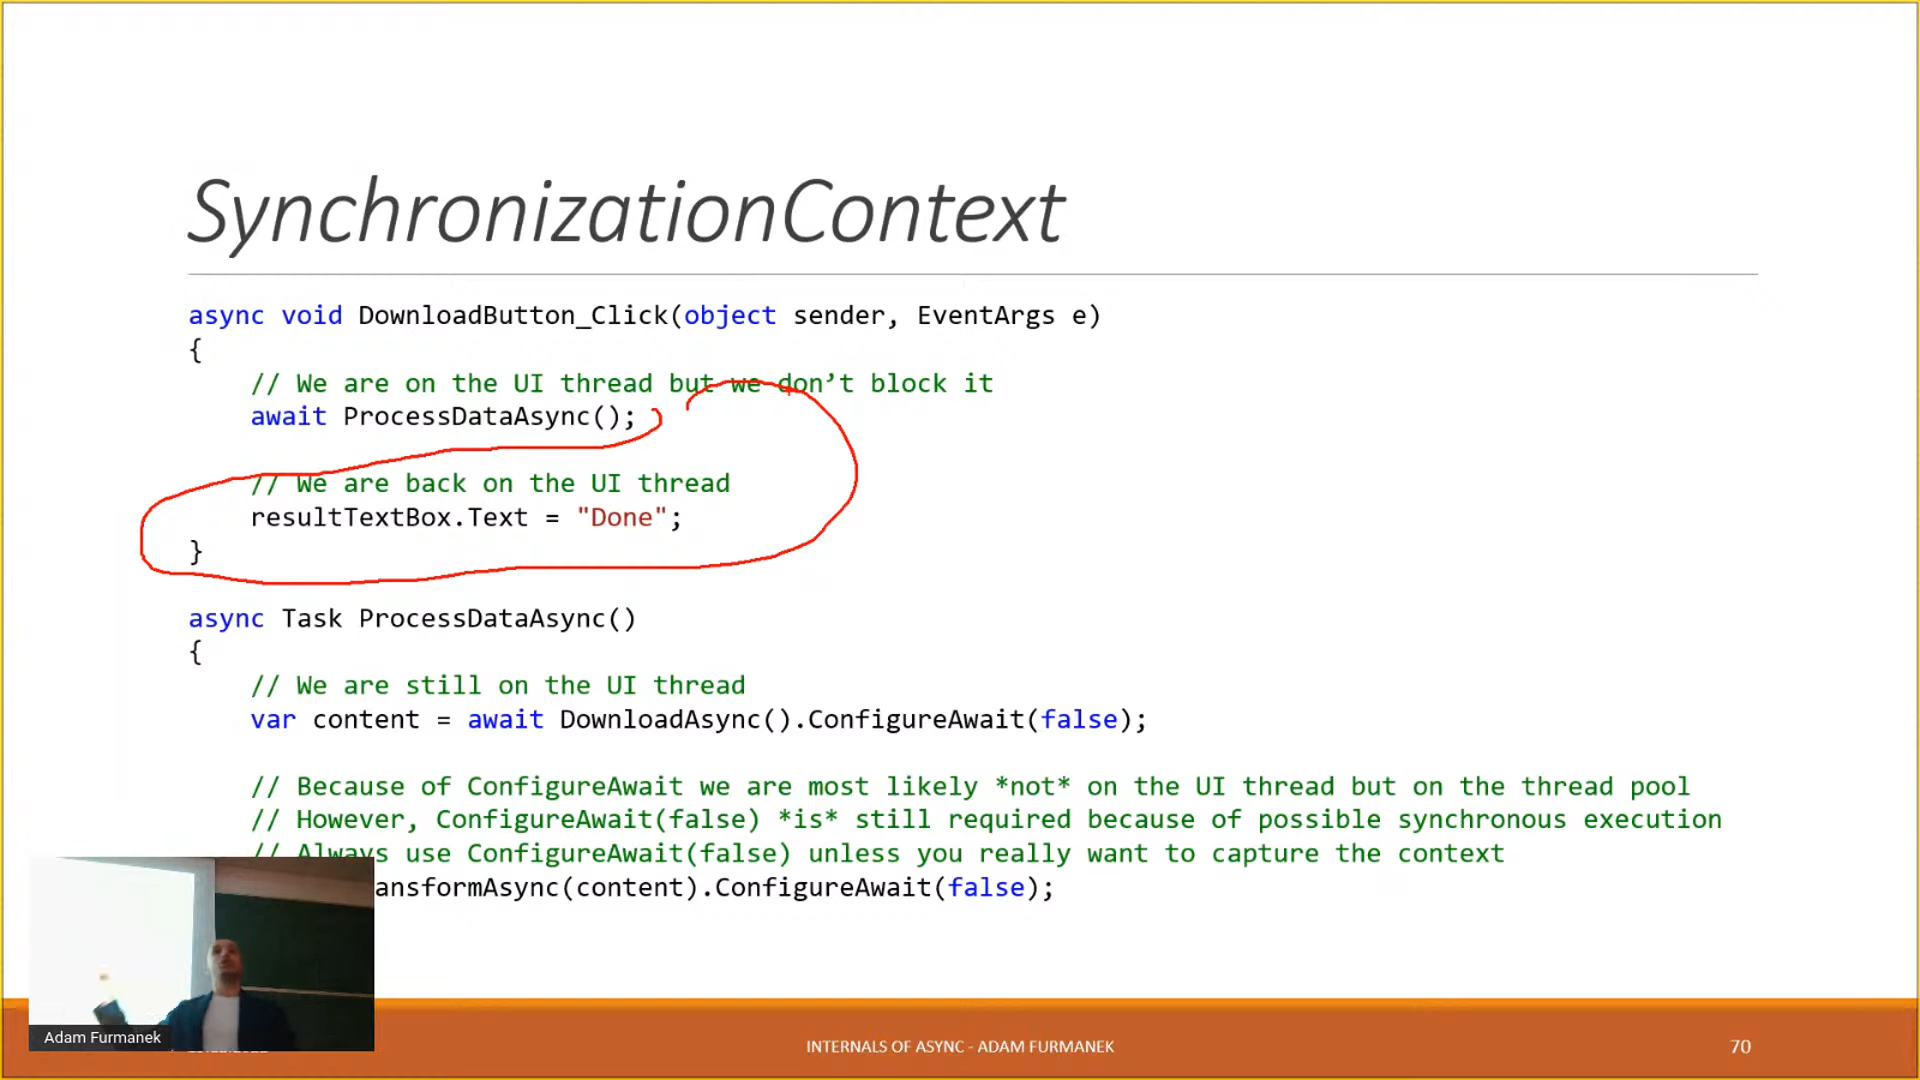 SynchronizationContext
async void DownloadButton_Click(object sender, EventArgs e)
{
// We are on the UI thread but we don’t block it
await ProcessDataAsync();
// We are back on the UI thread
resultTextBox.Text = "Done";
}
async Task ProcessDataAsync()
{
// We are still on the UI thread
var content = await DownloadAsync().ConfigureAwait(false);
// Because of ConfigureAwait we are most likely *not* on the UI thread but on the thread pool
// However, ConfigureAwait(false) *is* still required because of possible synchronous execution
// Always use ConfigureAwait(false) unless you really want to capture the context
ansformAsync(content).ConfigureAwait(false);
Adam Furmanek
INTERNALS OF ASYNC - ADAM FURMANEK
70